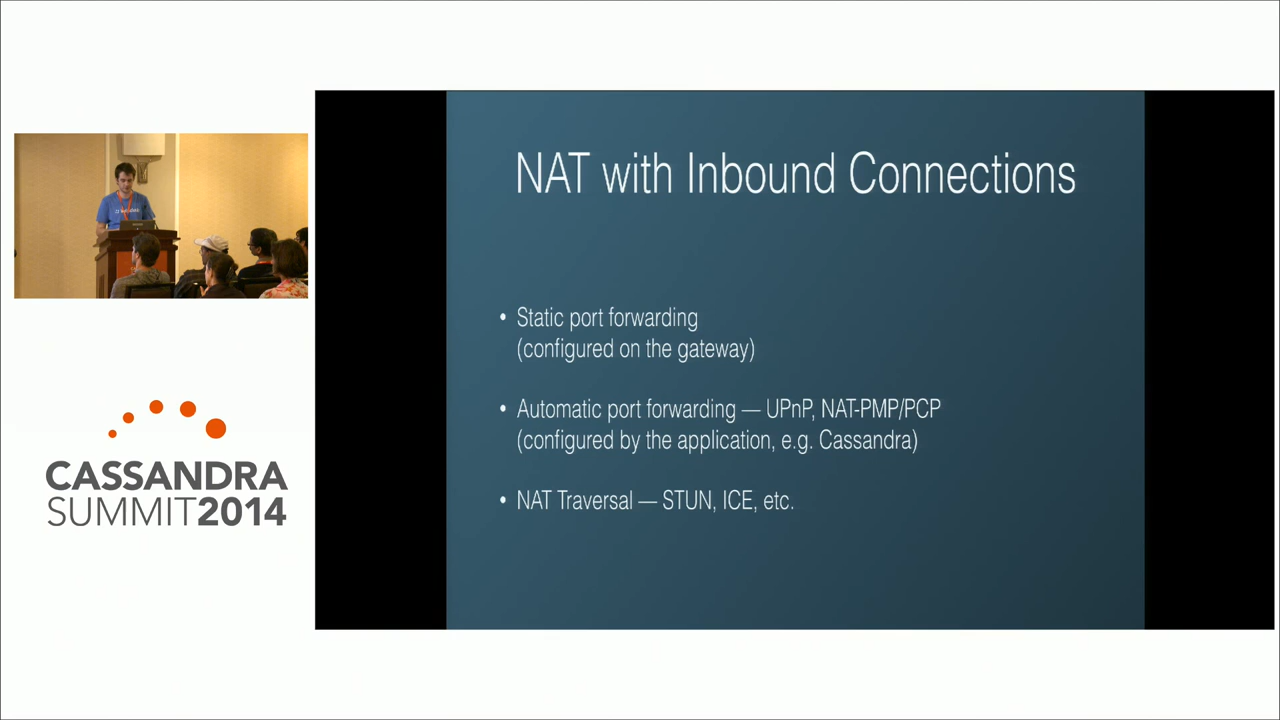 NAT with Inbound Connections
• Static port forwarding
(configured on the gateway)
• Automatic port forwarding — UPnP, NAT-PMP/PCP
(configured by the application, e.g. Cassandra)
• NAT Traversal — STUN, ICE, etc.
CASSANDRA
SUMMIT2014